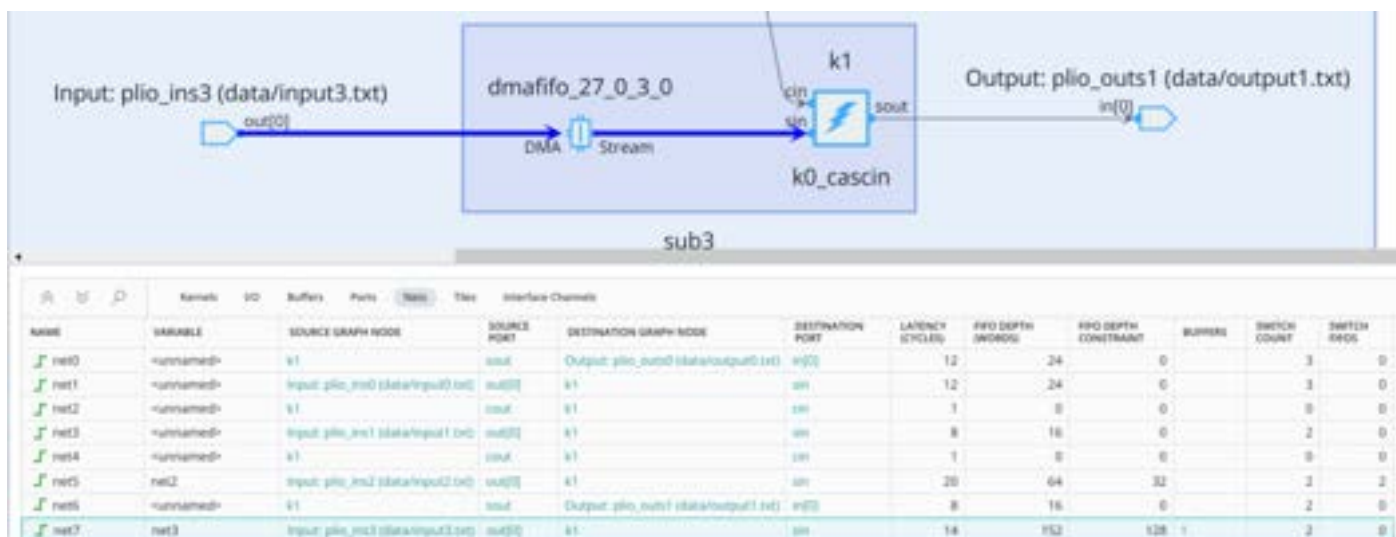 k1
dmafifo_27_0_3_0
Output: plio_outs1 (data/output1.txt)
Input: plio_ins3 (data/input3.txt)
cin
sout
in[0]
out[0]
sin
DMA
Stream
k0_cascin
sub3
Kernels I/O Buffers Ports Nets Tiles Interface Channels
NAME VARIABLE SOURCE GRAPH NODE SOURCE PORT DESTINATION GRAPH NODE DESTINATION PORT LATENCY (CYCLES) FIFO DEPTH (WORDS) FIFO DEPTH CONSTRAINT BUFFERS SWITCH COUNT SWITCH FIFOS
net0 <unnamed> k1 sout Output: plio_outs0 (data/output0.txt) in[0] 12 24 0 3 0
net1 <unnamed> Input: plio_ins0 (data/input0.txt) out[0] k1 sin 12 24 0 3 0
net2 <unnamed> k1 cout k1 cin 1 0 0 0 0
net3 <unnamed> Input: plio_ins1 (data/input1.txt) out[0] k1 sin 8 16 0 2 0
net4 <unnamed> k1 cout k1 cin 1 0 0 0 0
net5 net2 Input: plio_ins2 (data/input2.txt) out[0] k1 sin 20 64 32 2 2
net6 <unnamed> k1 sout Output: plio_outs1 (data/output1.txt) in[0] 8 16 0 2 0
net7 net3 Input: plio_ins3 (data/input3.txt) out[0] k1 sin 14 152 128 1 2 0